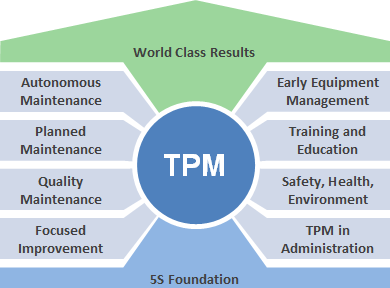 World Class Results
Autonomous
Maintenance
Planned
Maintenance
Quality
Maintenance
Focused
Improvement
TPM
Early Equipment
Management
Training and
Education
Safety, Health,
Environment
TPM in
Administration
5S Foundation